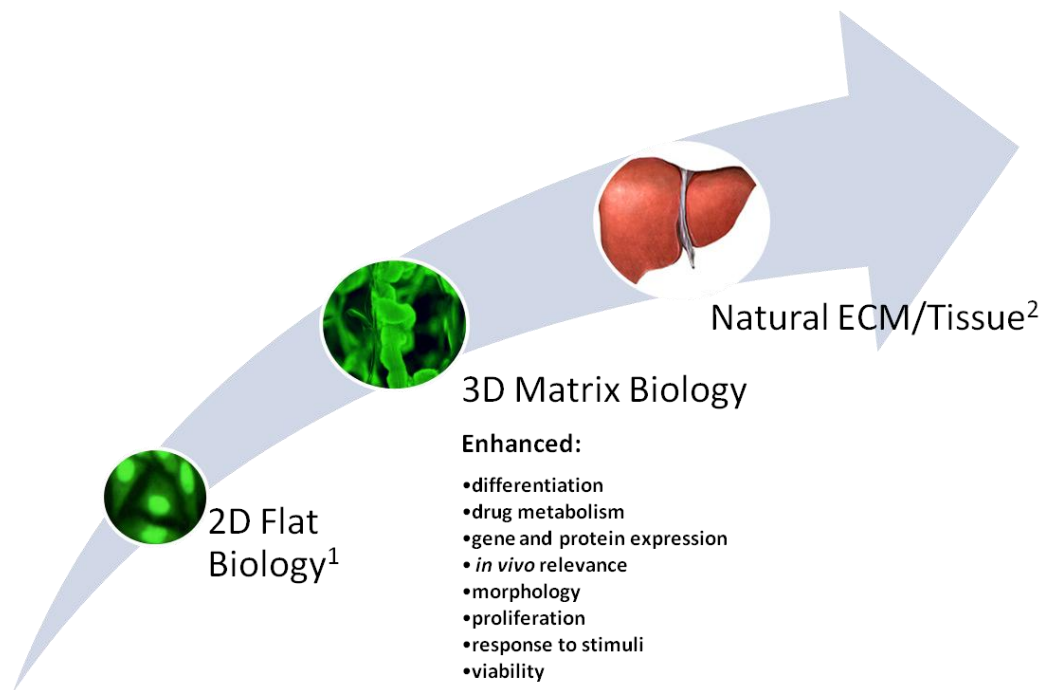 Natural ECM/Tissue²
3D Matrix Biology
Enhanced:
•differentiation
•drug metabolism
•gene and protein expression
• in vivo relevance
•morphology
•proliferation
•response to stimuli
•viability
2D Flat
Biology¹